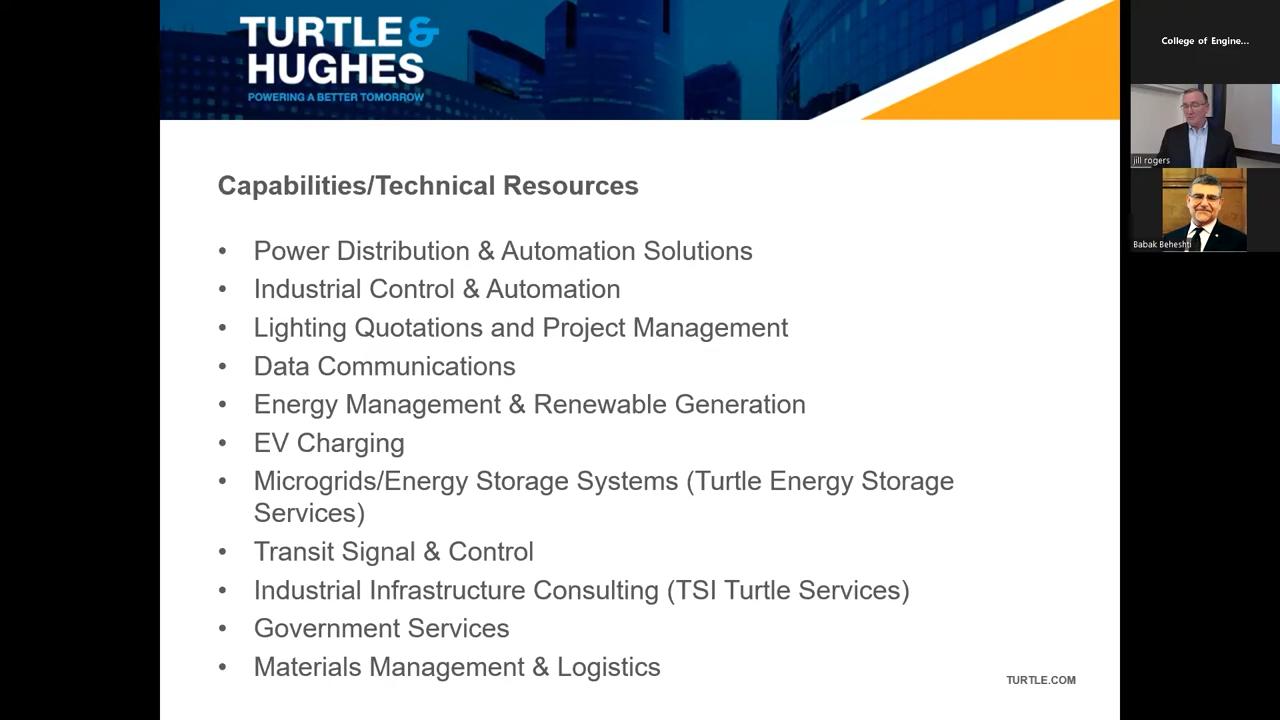 TURTLE &
HUGHES
POWERING A BETTER TOMORROW
Capabilities/Technical Resources
• Power Distribution & Automation Solutions
• Industrial Control & Automation
• Lighting Quotations and Project Management
• Data Communications
• Energy Management & Renewable Generation
• EV Charging
• Microgrids/Energy Storage Systems (Turtle Energy Storage
Services)
• Transit Signal & Control
• Industrial Infrastructure Consulting (TSI Turtle Services)
• Government Services
• Materials Management & Logistics
TURTLE.COM
College of Engine...
jill rogers
Babak Beheshti